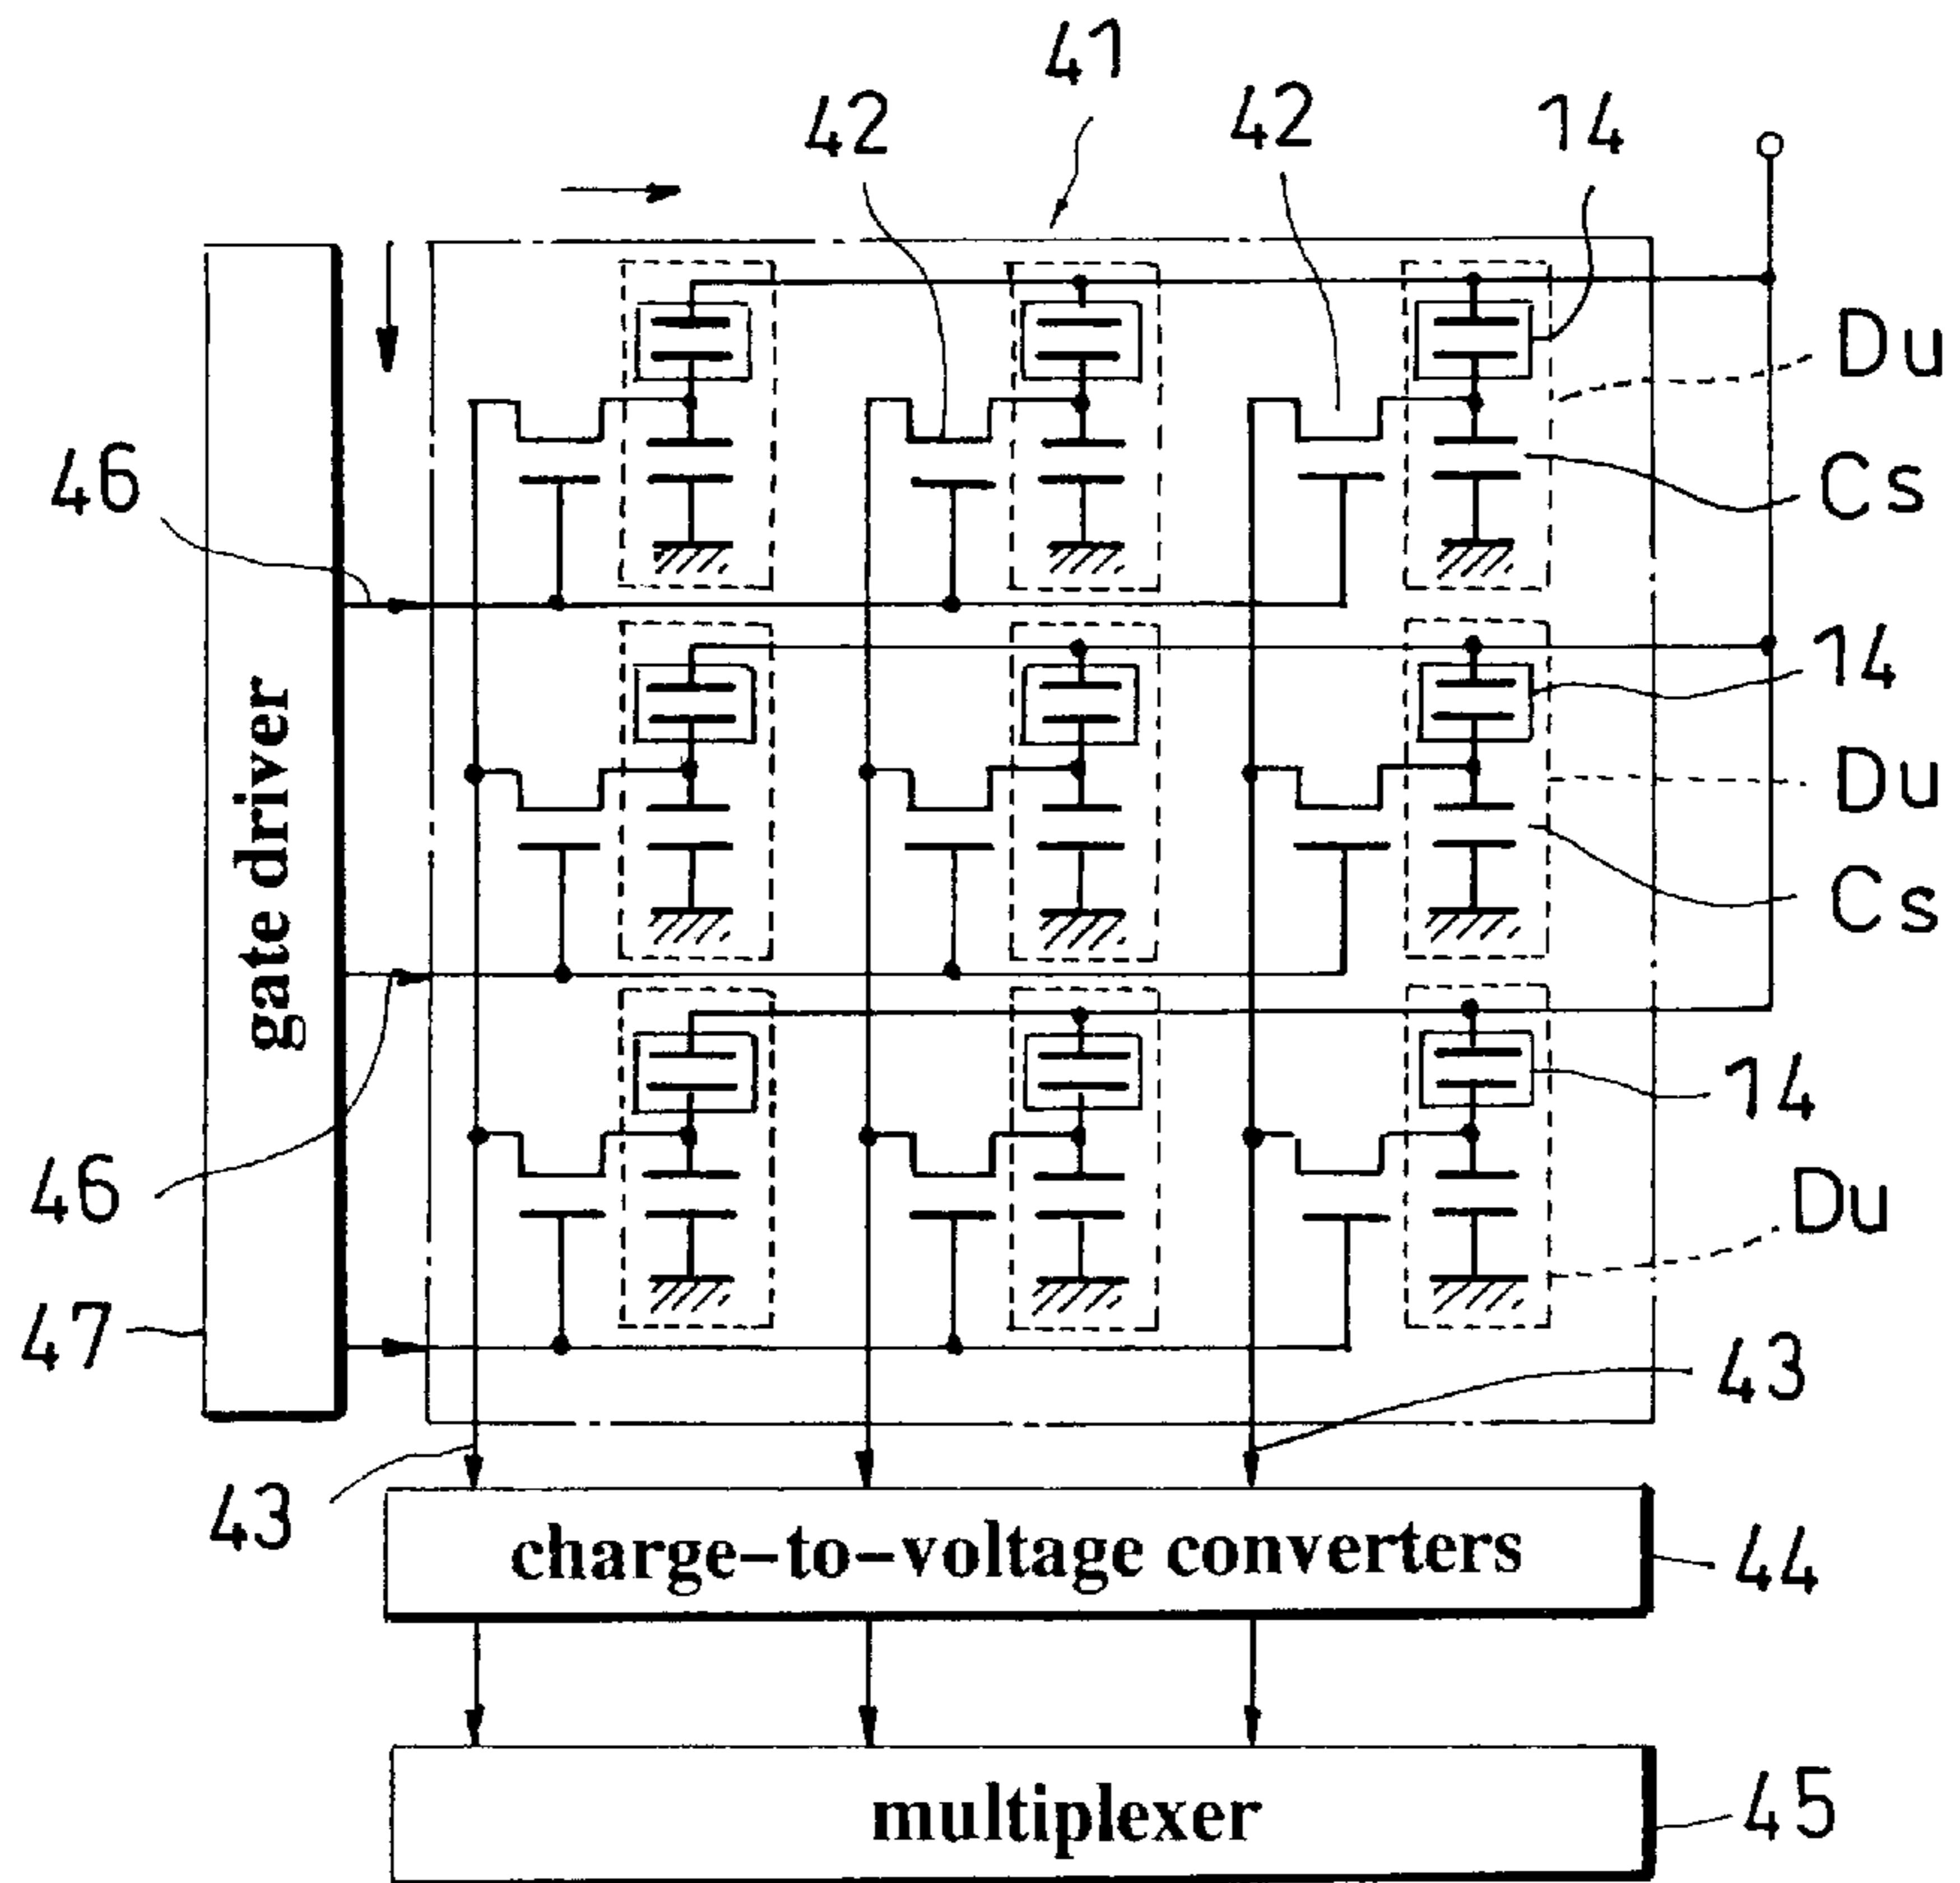 41
42
42
14
Du
46
Cs
14
gate driver
Du
Cs
14
46
Du
47
43
43
charge-to-voltage converters
44
multiplexer
45